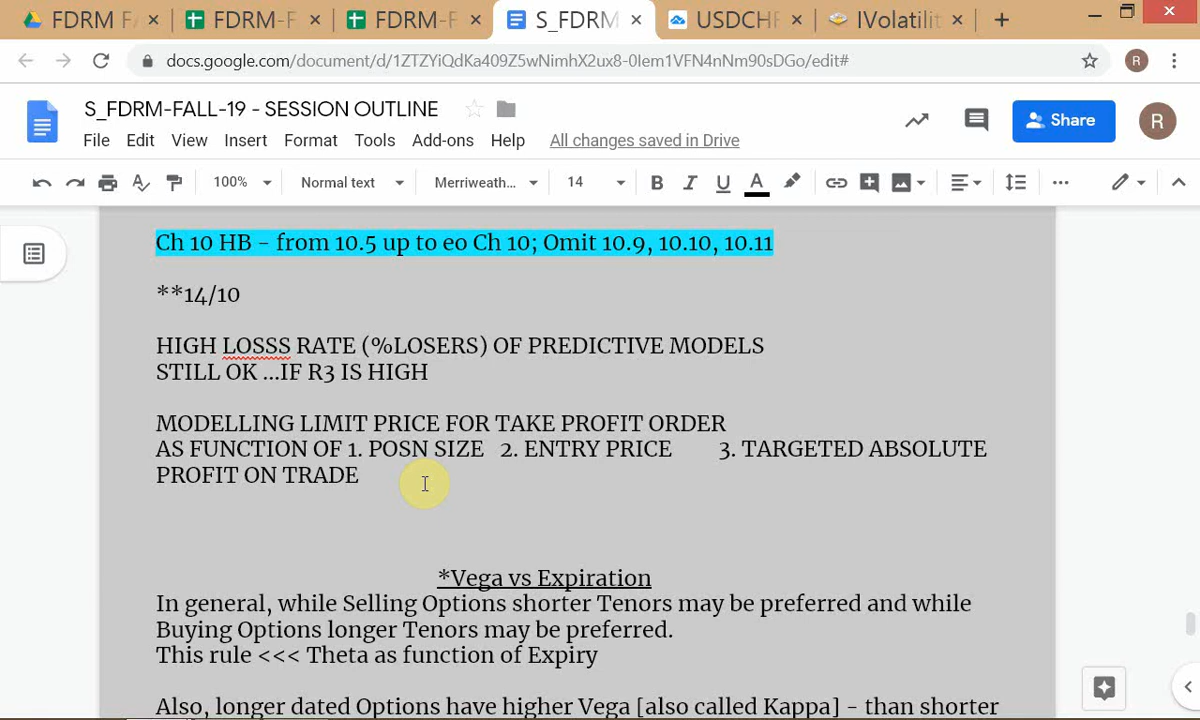 FDRM F
FDRM-F
FDRM-F
S_FDRM
USDCHF
IVolatilit
docs.google.com/document/d/1ZTZYiQdKa409Z5wNimhX2ux8-0Iem1VFN4nNm90sDGo/edit#
R
S_FDRM-FALL-19 - SESSION OUTLINE
Share
R
File Edit View Insert Format Tools Add-ons Help All changes saved in Drive
100% Normal text Merriweath... 14 B I U A
Ch 10 HB - from 10.5 up to eo Ch 10; Omit 10.9, 10.10, 10.11
**14/10
HIGH LOSSS RATE (%LOSERS) OF PREDICTIVE MODELS
STILL OK ...IF R3 IS HIGH
MODELLING LIMIT PRICE FOR TAKE PROFIT ORDER
AS FUNCTION OF 1. POSN SIZE 2. ENTRY PRICE 3. TARGETED ABSOLUTE
PROFIT ON TRADE
*Vega vs Expiration
In general, while Selling Options shorter Tenors may be preferred and while
Buying Options longer Tenors may be preferred.
This rule <<< Theta as function of Expiry
Also, longer dated Options have higher Vega [also called Kappa] - than shorter